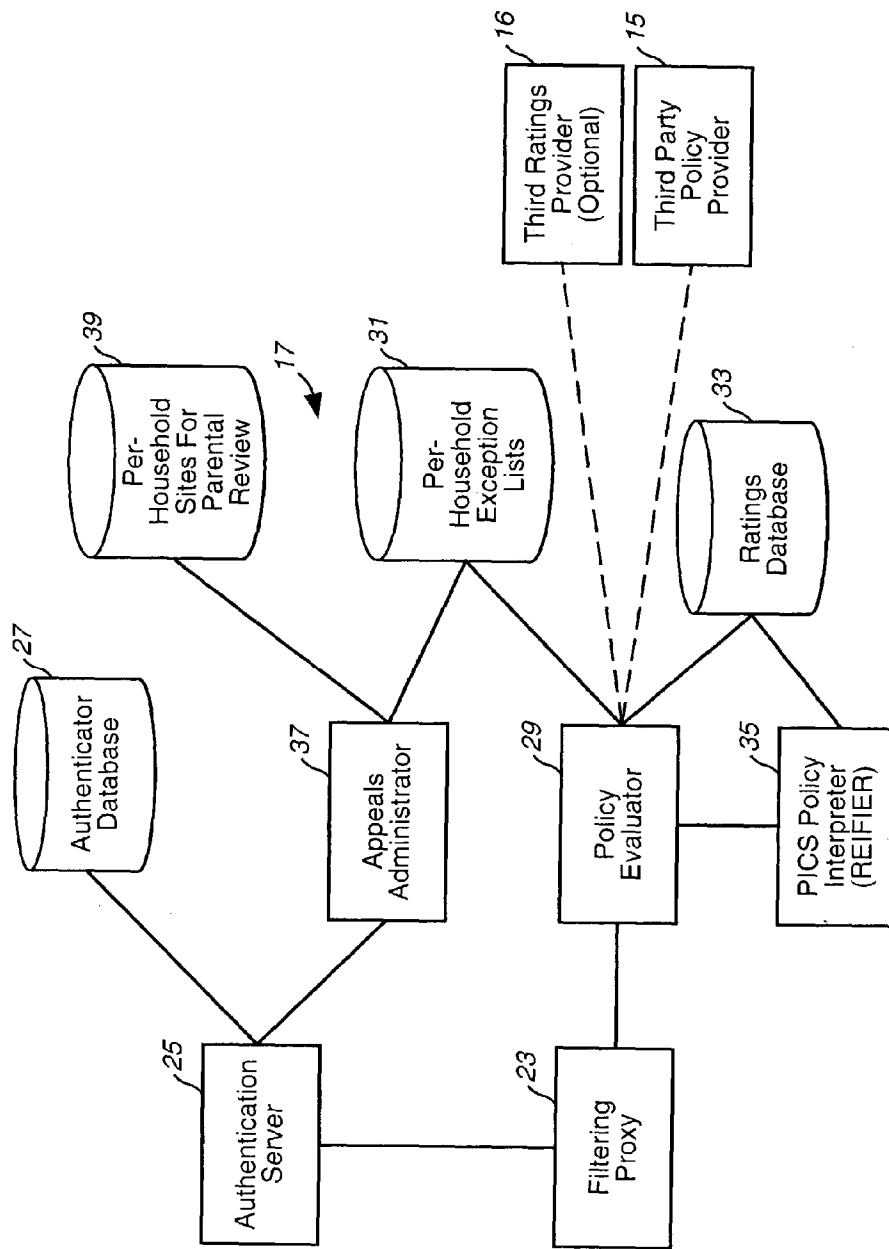 27
Authenticator
Database
39
Per-
Household
Sites For
Parental
Review
17
25
Authentication
Server
37
Appeals
Administrator
31
Per-
Household
Exception
Lists
16
Third Ratings
Provider
(Optional)
23
Filtering
Proxy
29
Policy
Evaluator
15
Third Party
Policy
Provider
33
Ratings
Database
35
PICS Policy
Interpreter
(REIFIER)